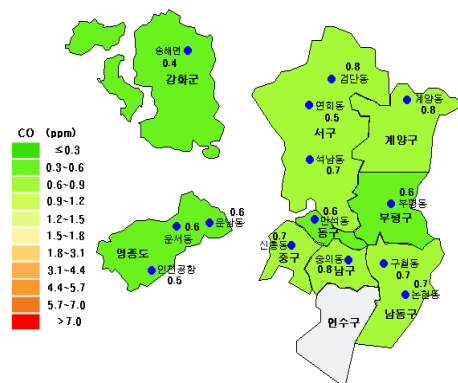 송해면
0.4
강화군
0.8
검단동
연희동
0.5
서구
석남동
0.7
계양동
0.8
계양구
CO (ppm)
≤0.3
0.3~0.6
0.6~0.9
0.9~1.2
1.2~1.5
1.5~1.8
1.8~3.1
3.1~4.4
4.4~5.7
5.7~7.0
>7.0
0.6
부평동
부평구
0.6
운남동
0.6
운서동
영종도
인천공항
0.5
0.6
만석동
동구
0.7
신흥동
중구
숭의동
0.8
남구
구월동
0.7
0.7
논현동
남동구
연수구